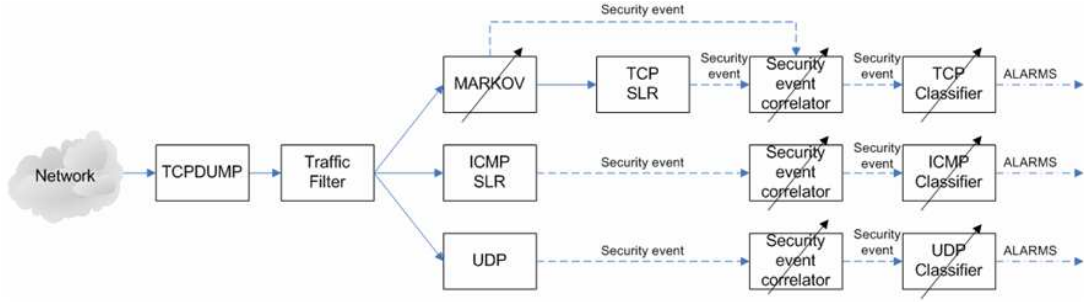 Security event
MARKOV
TCP
SLR
Security
event
Security
event
correlator
Security
event
TCP
Classifier
ALARMS
Network
TCPDUMP
Traffic
Filter
ICMP
SLR
Security event
Security
event
correlator
Security
event
ICMP
Classifier
ALARMS
UDP
Security event
Security
event
correlator
Security
event
UDP
Classifier
ALARMS